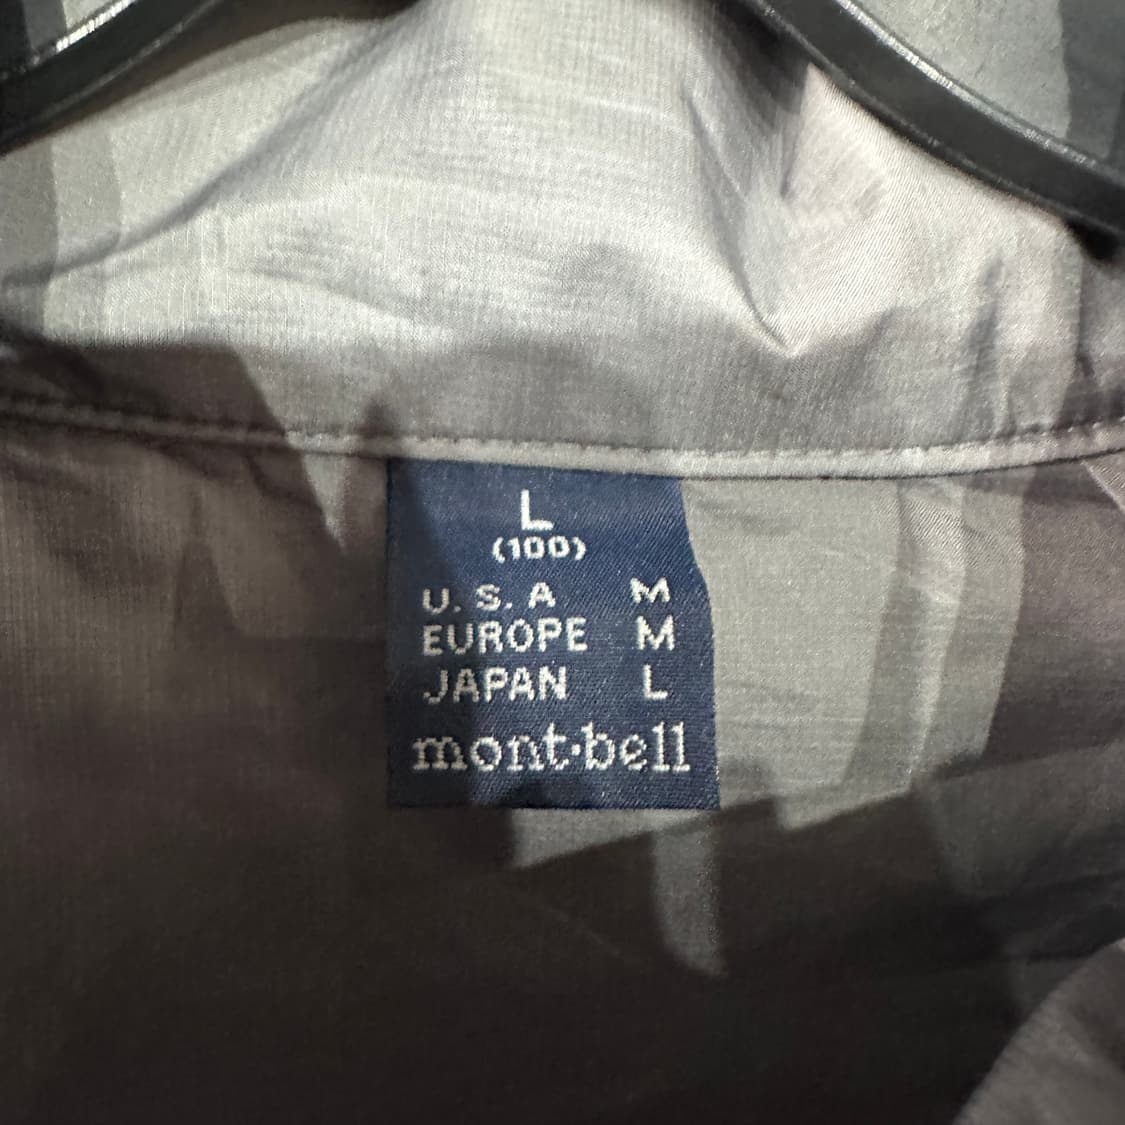 L
(100)
U.S.A M
EUROPE M
JAPAN L
mont·bell